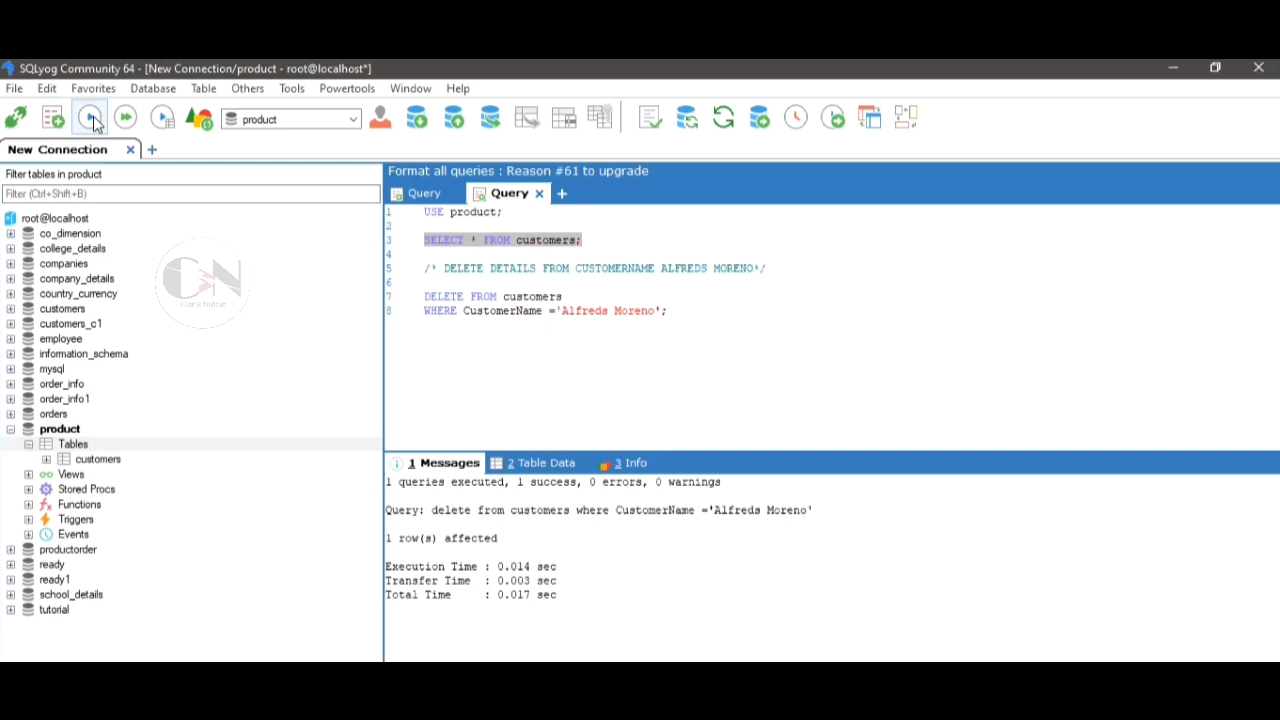 SQLyog Community 64 - [New Connection/product - root@localhost*]
File Edit Favorites Database Table Others Tools Powertools Window Help
product
New Connection
Filter tables in product
Filter (Ctrl+Shift+B)
root@localhost
co_dimension
college_details
companies
company_details
country_currency
customers
customers_c1
employee
information_schema
mysql
order_info
order_info1
orders
product
Tables
customers
Views
Stored Procs
Functions
Triggers
Events
productorder
ready
ready1
school_details
tutorial
CN
Format all queries : Reason #61 to upgrade
Query Query
1 USE product;
2
3 SELECT * FROM customers;
4
5 /* DELETE DETAILS FROM CUSTOMERNAME ALFREDS MORENO*/
6
7 DELETE FROM customers
8 WHERE CustomerName ='Alfreds Moreno';
1 Messages 2 Table Data 3 Info
1 queries executed, 1 success, 0 errors, 0 warnings
Query: delete from customers where CustomerName ='Alfreds Moreno'
1 row(s) affected
Execution Time : 0.014 sec
Transfer Time : 0.003 sec
Total Time : 0.017 sec